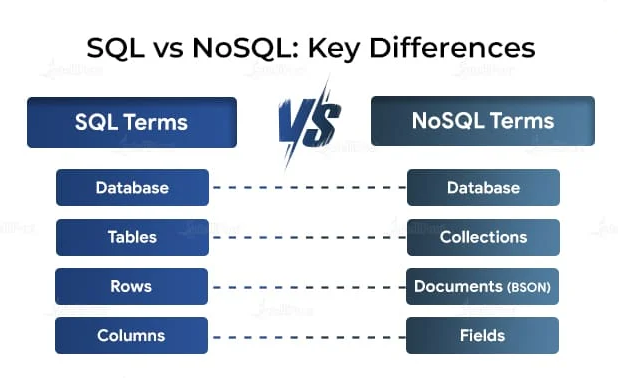 SQL vs NoSQL: Key Differences
SQL Terms
VS
NoSQL Terms
Database
Database
Tables
Collections
Rows
Documents (BSON)
Columns
Fields